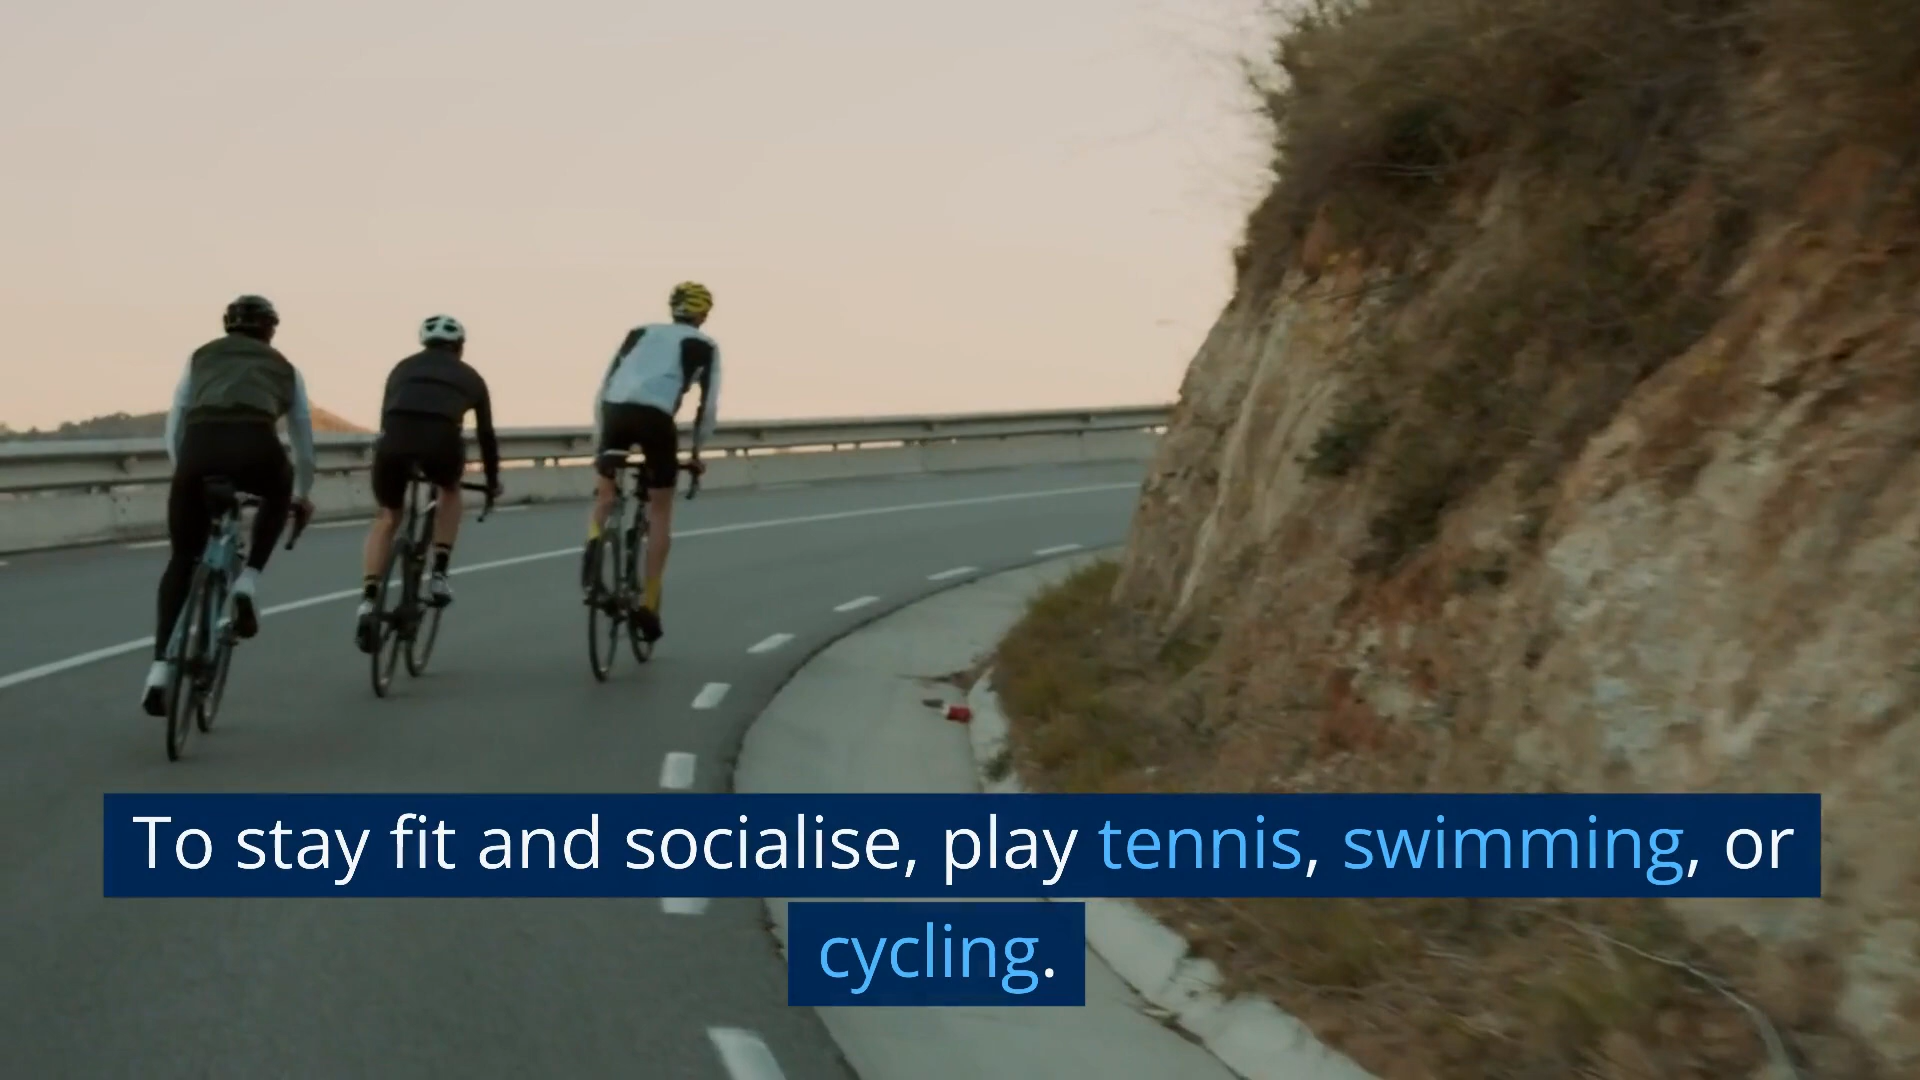 To stay fit and socialise, play tennis, swimming, or
cycling.